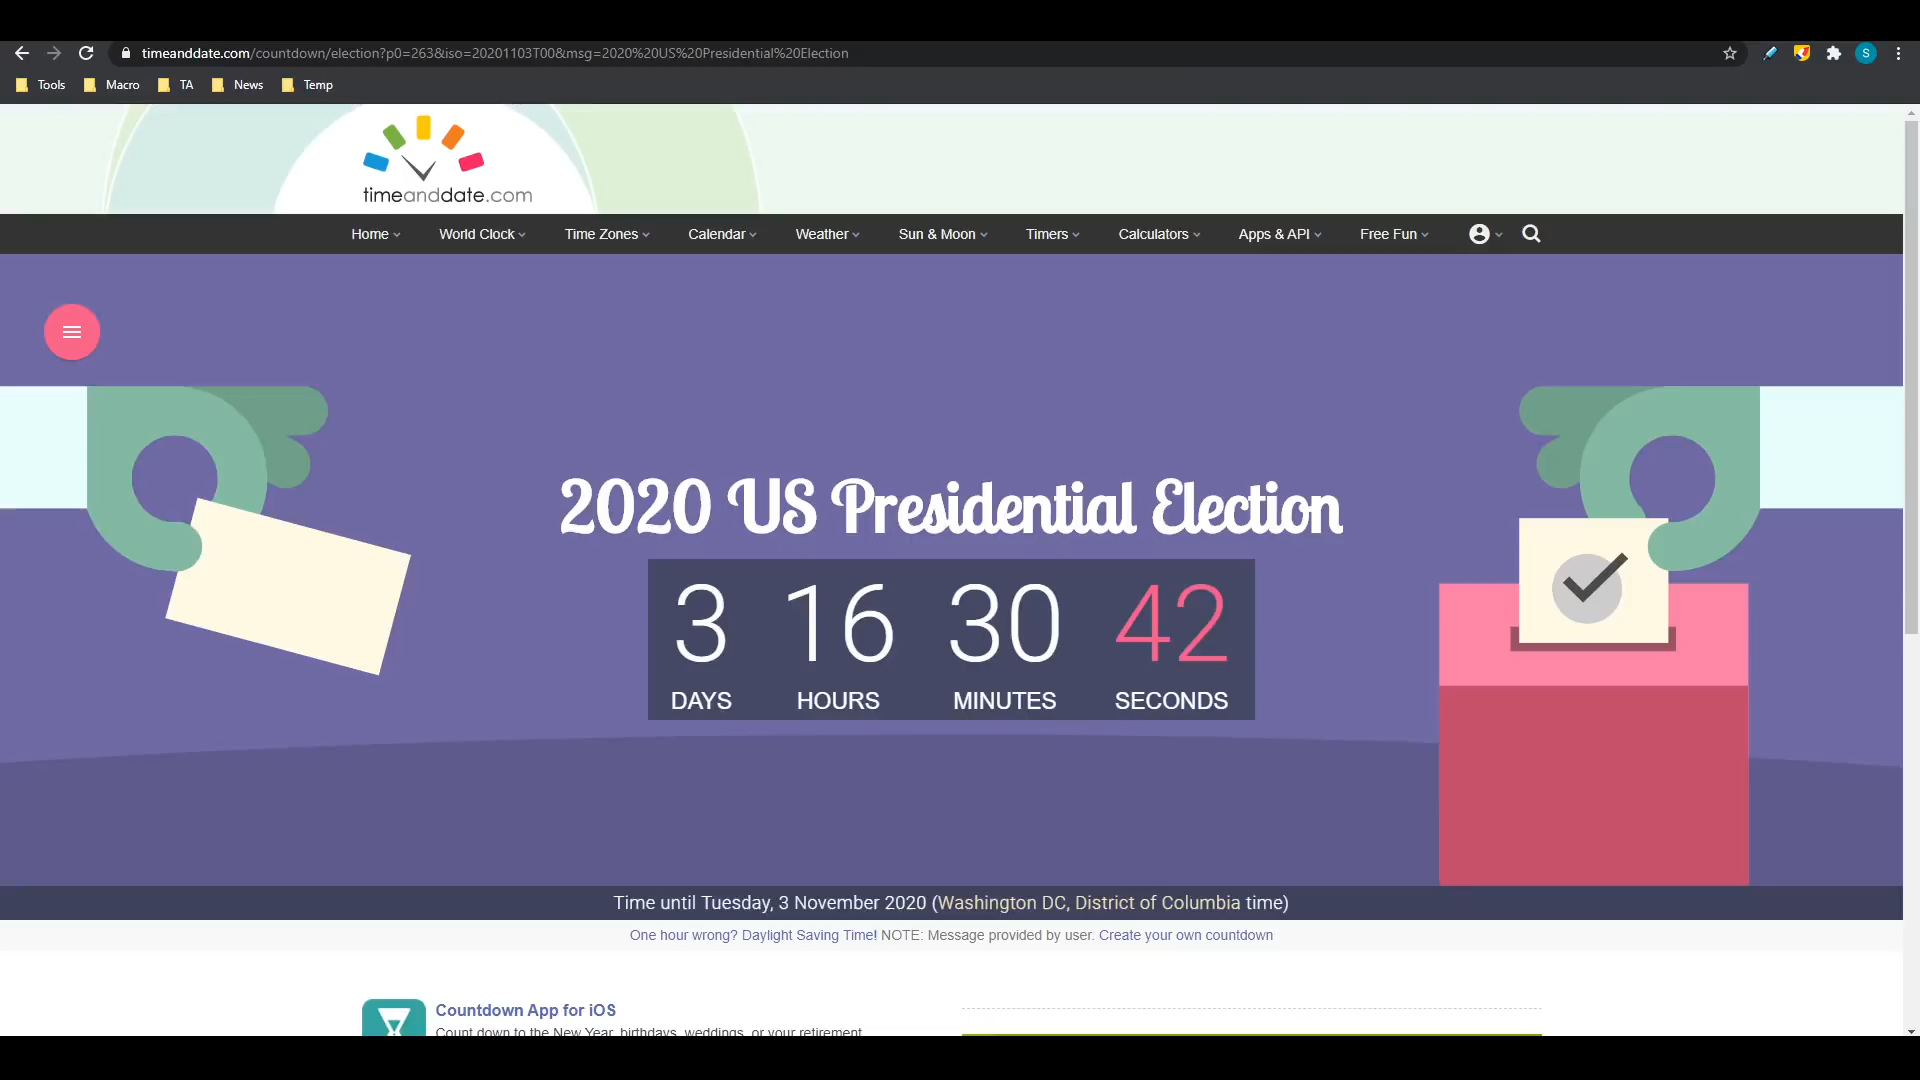 timeanddate.com/countdown/election?p0=263&iso=20201103T00&msg=2020%20US%20Presidential%20Election
S
Tools Macro TA News Temp
timeanddate.com
Home World Clock Time Zones Calendar Weather Sun & Moon Timers Calculators Apps & API Free Fun
2020 US Presidential Election
3 16 30 42
DAYS HOURS MINUTES SECONDS
Time until Tuesday, 3 November 2020 (Washington DC, District of Columbia time)
One hour wrong? Daylight Saving Time! NOTE: Message provided by user. Create your own countdown
Countdown App for iOS
Count down to the New Year, birthdays, weddings, or your retirement